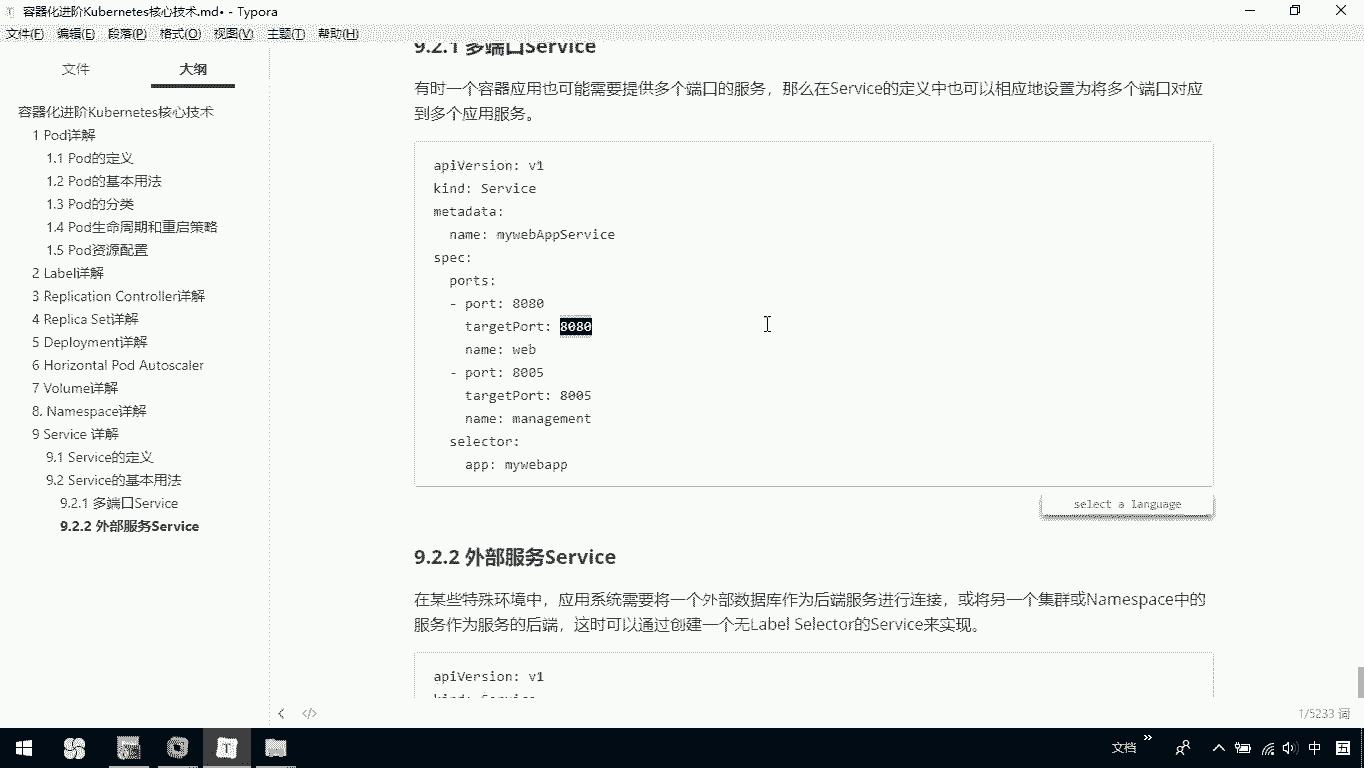 容器化进阶Kubernetes核心技术.md• - Typora
文件(F) 编辑(E) 段落(P) 格式(O) 视图(V) 主题(T) 帮助(H)
文件 大纲
容器化进阶Kubernetes核心技术
1 Pod详解
1.1 Pod的定义
1.2 Pod的基本用法
1.3 Pod的分类
1.4 Pod生命周期和重启策略
1.5 Pod资源配置
2 Label详解
3 Replication Controller详解
4 Replica Set详解
5 Deployment详解
6 Horizontal Pod Autoscaler
7 Volume详解
8. Namespace详解
9 Service 详解
9.1 Service的定义
9.2 Service的基本用法
9.2.1 多端口Service
9.2.2 外部服务Service
9.2.1 多端口Service
有时一个容器应用也可能需要提供多个端口的服务，那么在Service的定义中也可以相应地设置为将多个端口对应
到多个应用服务。
apiVersion: v1
kind: Service
metadata:
name: mywebAppService
spec:
ports:
- port: 8080
targetPort: 8080
name: web
- port: 8005
targetPort: 8005
name: management
selector:
app: mywebapp
select a language
9.2.2 外部服务Service
在某些特殊环境中，应用系统需要将一个外部数据库作为后端服务进行连接，或将另一个集群或Namespace中的
服务作为服务的后端，这时可以通过创建一个无Label Selector的Service来实现。
apiVersion: v1
kind: Service
1/5233 词
文档 中 五